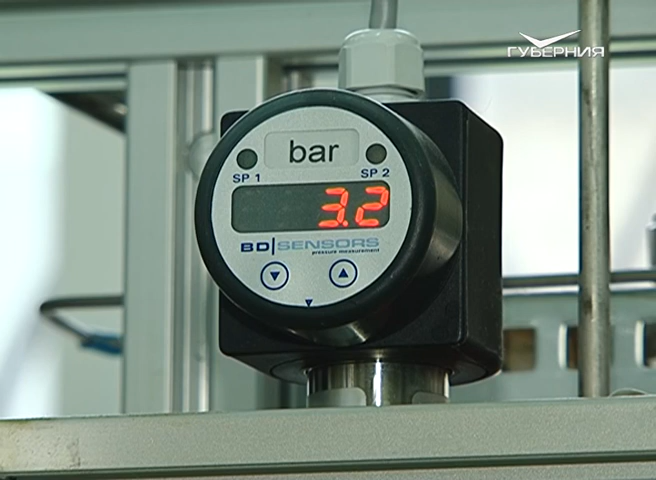 ГУБЕРНИЯ
bar
SP 1 SP 2
3.2
BD|SENSORS
pressure measurement